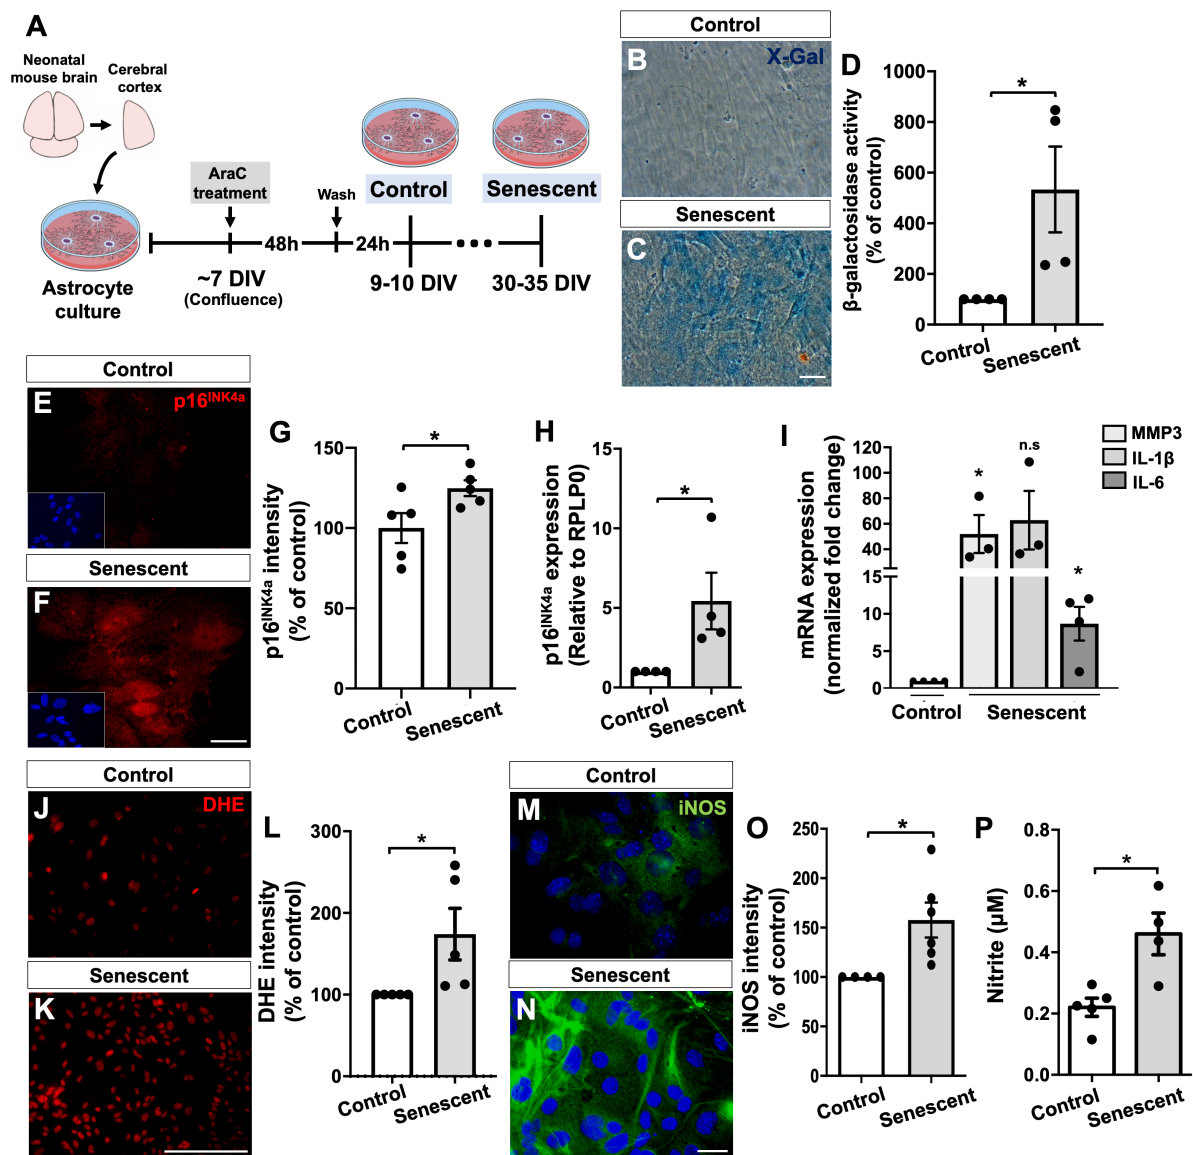 A
Neonatal
mouse brain
Cerebral
cortex
AraC
treatment
Wash
Control
Senescent
48h
24h
Astrocyte
culture
~7 DIV
(Confluence)
9-10 DIV
30-35 DIV
Control
B
X-Gal
Senescent
C
D
β-galactosidase activity
(% of control)
1000
800
600
400
200
0
*
Control
Senescent
Control
E
p16INK4a
Senescent
F
G
p16INK4a intensity
(% of control)
150
100
50
0
*
Control
Senescent
H
p16INK4a expression
(Relative to RPLP0)
15
10
5
0
*
Control
Senescent
I
mRNA expression
(normalized fold change)
120
100
80
60
40
15
10
5
0
*
n.s
*
MMP3
IL-1β
IL-6
Control
Senescent
Control
J
DHE
Senescent
K
L
DHE intensity
(% of control)
300
200
100
0
*
Control
Senescent
Control
M
iNOS
Senescent
N
O
iNOS intensity
(% of control)
250
200
150
100
50
0
*
Control
Senescent
P
Nitrite (µM)
0.8
0.6
0.4
0.2
0.0
*
Control
Senescent